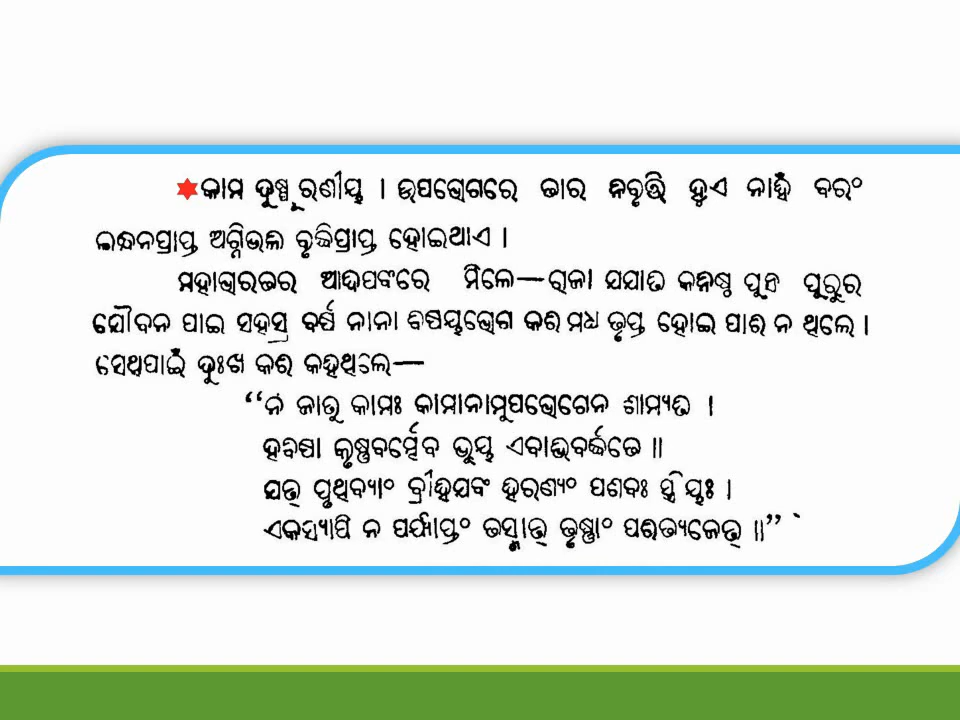 କାମ ଦୁଷ୍ପୂରଣୀୟ । ଉପଭୋଗରେ ତାର ନିବୃତ୍ତି ହୁଏ ନାହିଁ ବରଂ
ଇନ୍ଧନପ୍ରାପ୍ତ ଅଗ୍ନିଭଳି ବୃଦ୍ଧିପ୍ରାପ୍ତ ହୋଇଥାଏ ।
ମହାଭାରତର ଆଦିପର୍ବରେ ମିଳେ—ରାଜା ଯଯାତି କନିଷ୍ଠ ପୁତ୍ର ପୁରୁର
ଯୌବନ ପାଇ ସହସ୍ର ବର୍ଷ ନାନା ବିଷୟଭୋଗ କରି ମଧ୍ୟ ତୃପ୍ତ ହୋଇ ପାରି ନ ଥିଲେ ।
ସେଥିପାଇଁ ଦୁଃଖ କରି କହିଥିଲେ—
“ନ ଜାତୁ କାମଃ କାମାନାମୁପଭୋଗେନ ଶାମ୍ୟତି ।
ହବିଷା କୃଷ୍ଣବର୍ତ୍ମେବ ଭୂୟ ଏବାଭିବର୍ଦ୍ଧତେ ॥
ଯତ୍ ପୃଥିବ୍ୟାଂ ବ୍ରୀହିଯବଂ ହିରଣ୍ୟଂ ପଶବଃ ସ୍ତ୍ରିୟଃ ।
ଏକସ୍ୟାପି ନ ପର୍ଯ୍ୟାପ୍ତଂ ତସ୍ମାତ୍ ତୃଷ୍ଣାଂ ପରିତ୍ୟଜେତ୍ ॥”